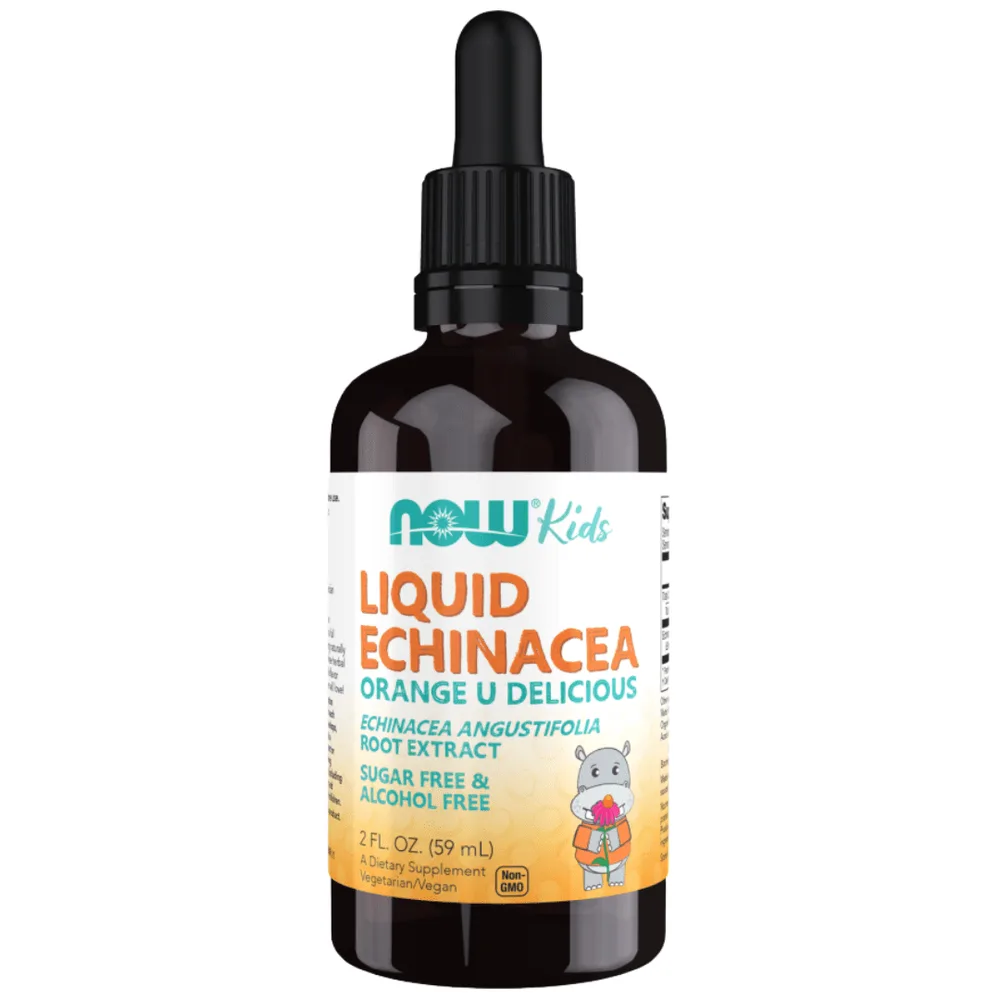 now® Kids
LIQUID
ECHINACEA
ORANGE U DELICIOUS
ECHINACEA ANGUSTIFOLIA
ROOT EXTRACT
SUGAR FREE &
ALCOHOL FREE
2 FL. OZ. (59 mL)
A Dietary Supplement
Vegetarian/Vegan
Non-
GMO